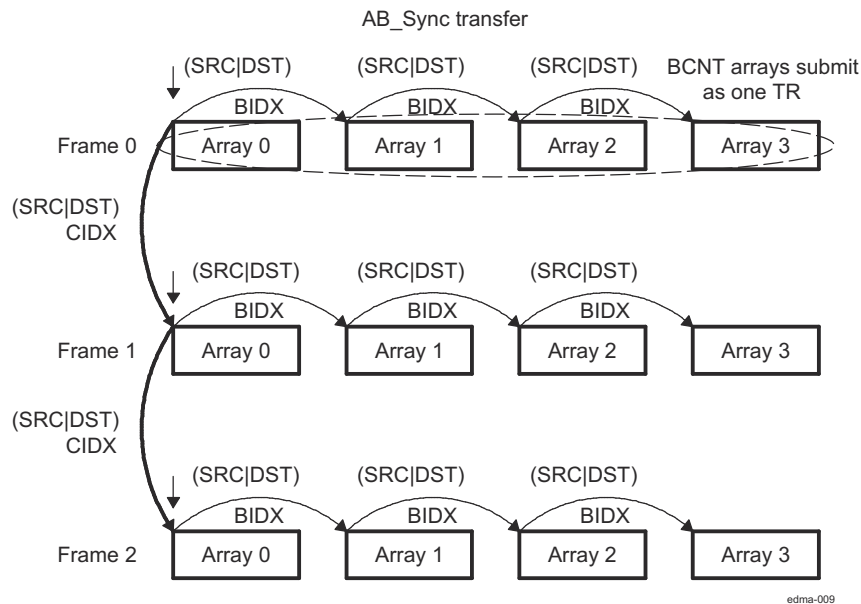 AB_Sync transfer
(SRC|DST) (SRC|DST) (SRC|DST) BCNT arrays submit
as one TR
BIDX BIDX BIDX
Frame 0 Array 0 Array 1 Array 2 Array 3
(SRC|DST)
CIDX
(SRC|DST) (SRC|DST) (SRC|DST)
BIDX BIDX BIDX
Frame 1 Array 0 Array 1 Array 2 Array 3
(SRC|DST)
CIDX
(SRC|DST) (SRC|DST) (SRC|DST)
BIDX BIDX BIDX
Frame 2 Array 0 Array 1 Array 2 Array 3
edma-009